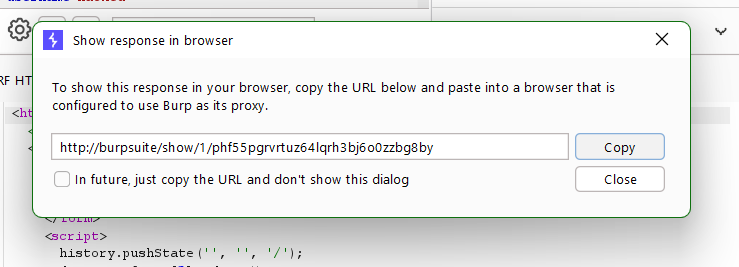 Show response in browser
RF HT
To show this response in your browser, copy the URL below and paste into a browser that is
configured to use Burp as its proxy.
<ht
<
<
http://burpsuite/show/1/phf55pgrvrtuz64lqrh3bj6o0zzbg8by
Copy
In future, just copy the URL and don't show this dialog
Close
</form>
<script>
history.pushState('', '', '/');